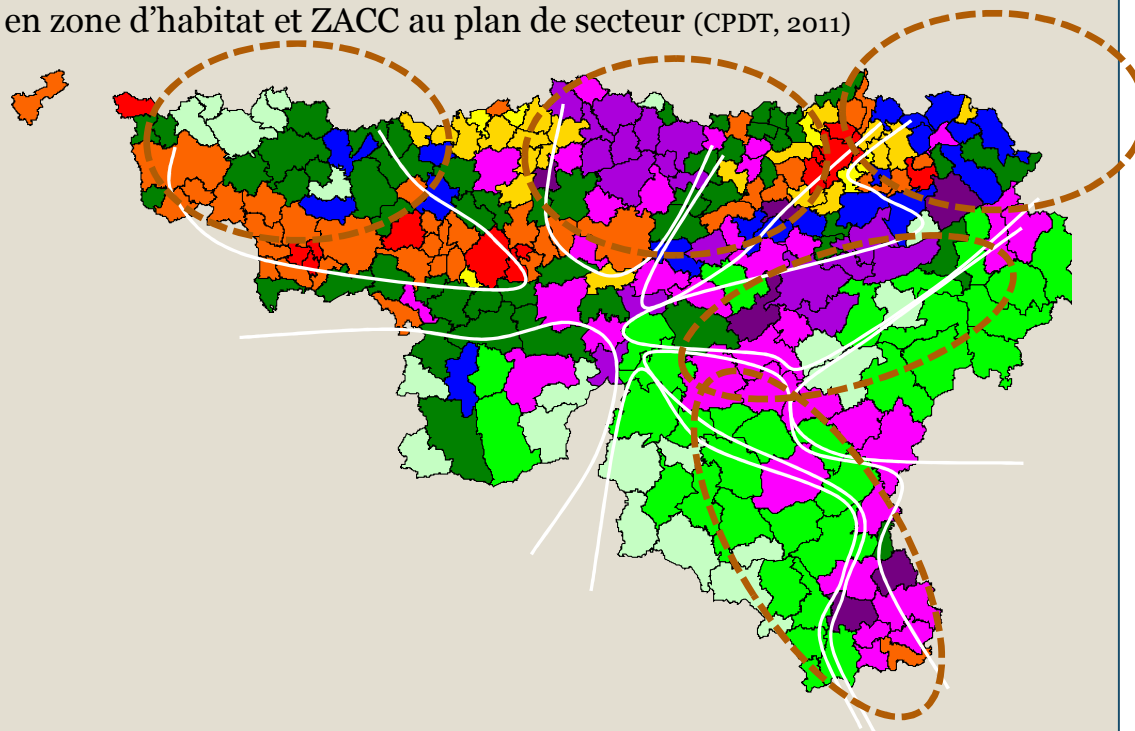 en zone d’habitat et ZACC au plan de secteur (CPDT, 2011)